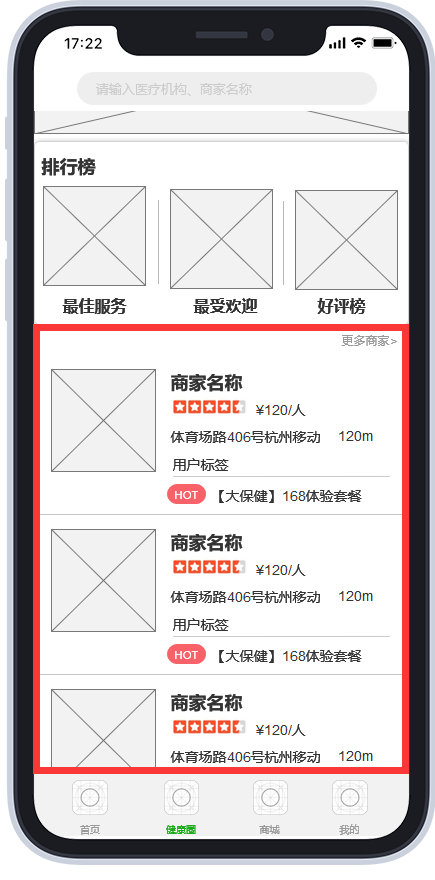 17:22
请输入医疗机构、商家名称
排行榜
最佳服务 最受欢迎 好评榜
更多商家>
商家名称
¥120/人
体育场路406号杭州移动 120m
用户标签
HOT 【大保健】168体验套餐
商家名称
¥120/人
体育场路406号杭州移动 120m
用户标签
HOT 【大保健】168体验套餐
商家名称
¥120/人
体育场路406号杭州移动 120m
首页 健康圈 商城 我的